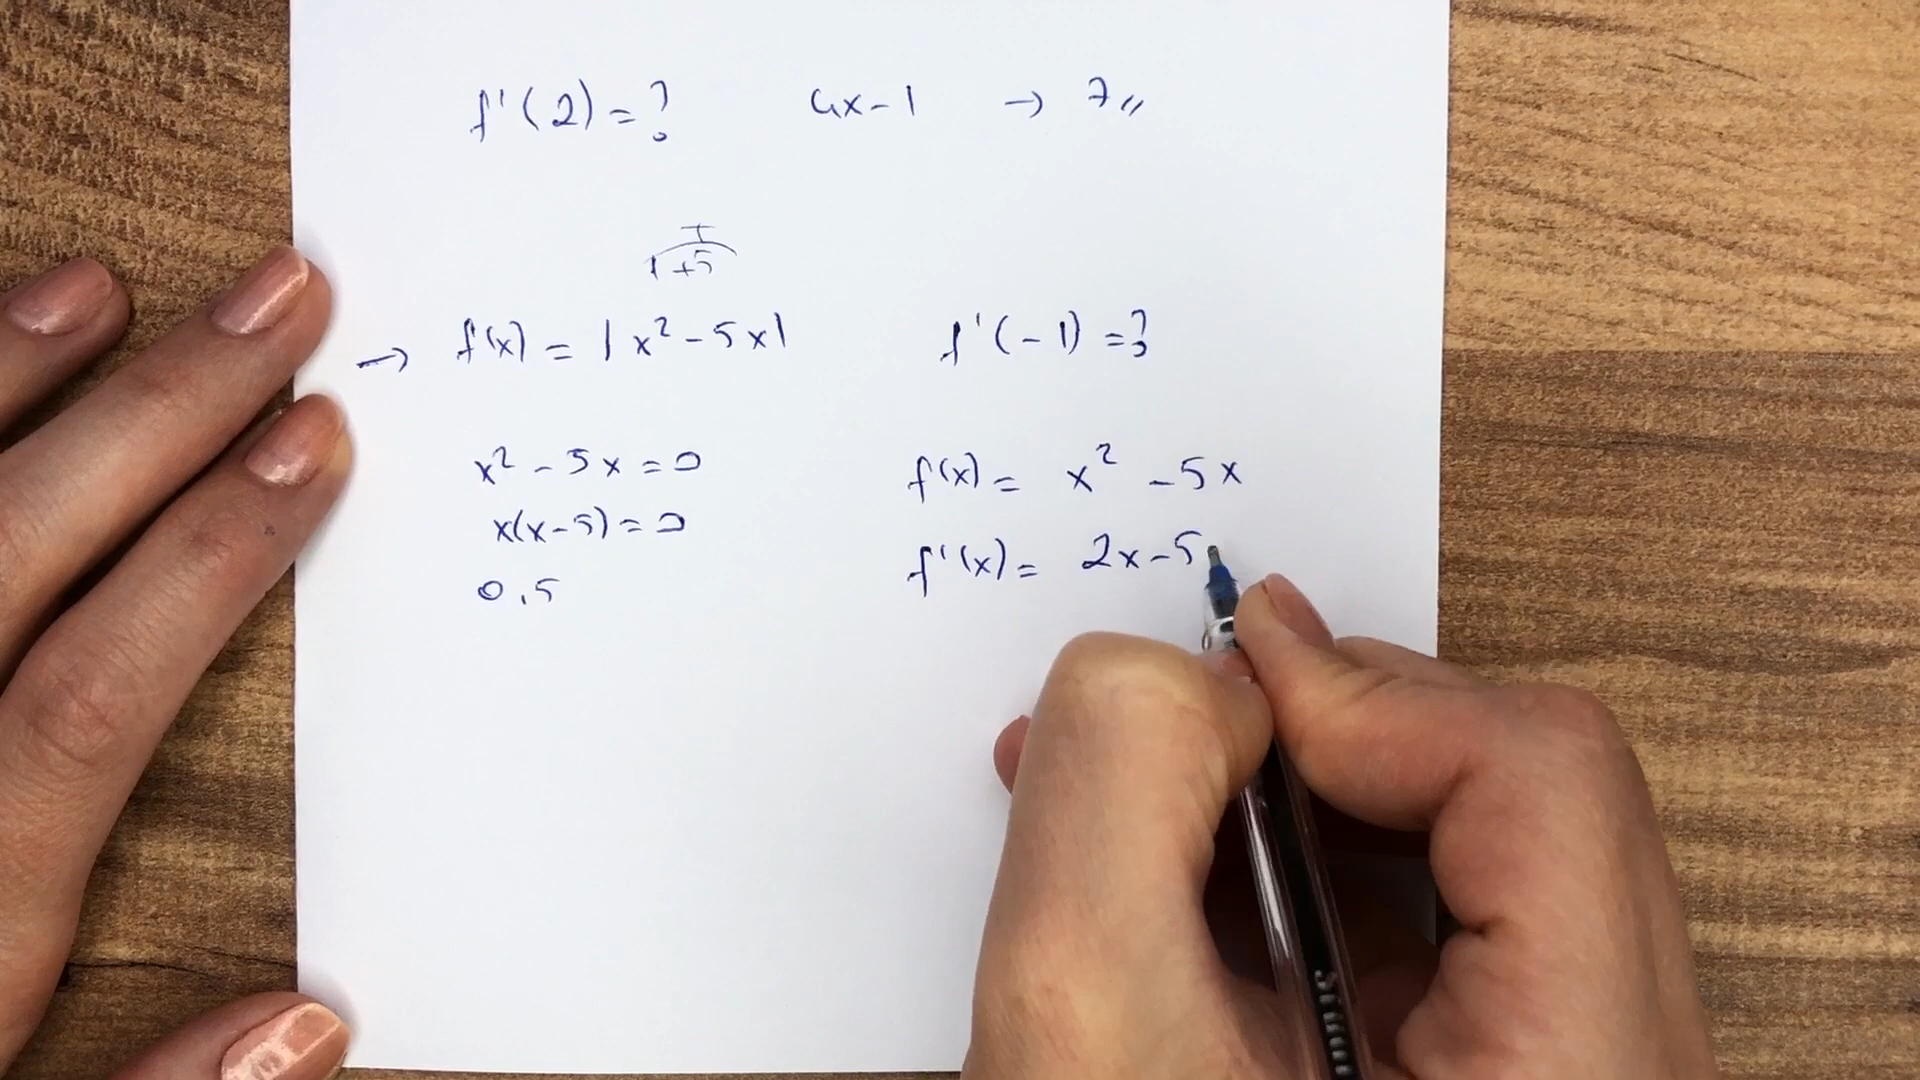 f'(2) = ? 4x-1 → 7,,
+
1+5
→ f(x) = |x² - 5x| f'(-1) = ?
x² - 5x = 0 f(x) = x² - 5x
x(x-5) = 0 f'(x) = 2x-5
0,5